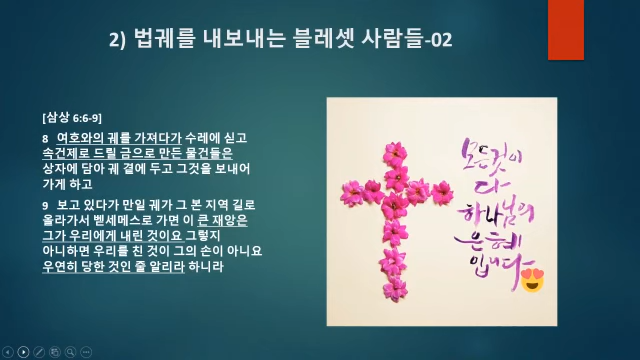 2) 법궤를 내보내는 블레셋 사람들-02
[삼상 6:6-9]
8 여호와의 궤를 가져다가 수레에 싣고
속건제로 드릴 금으로 만든 물건들은
상자에 담아 궤 곁에 두고 그것을 보내어
가게 하고
9 보고 있다가 만일 궤가 그 본 지역 길로
올라가서 벧세메스로 가면 이 큰 재앙은
그가 우리에게 내린 것이요 그렇지
아니하면 우리를 친 것이 그의 손이 아니요
우연히 당한 것인 줄 알리라 하니라
모든것이
다
하나님의
은혜
입니다